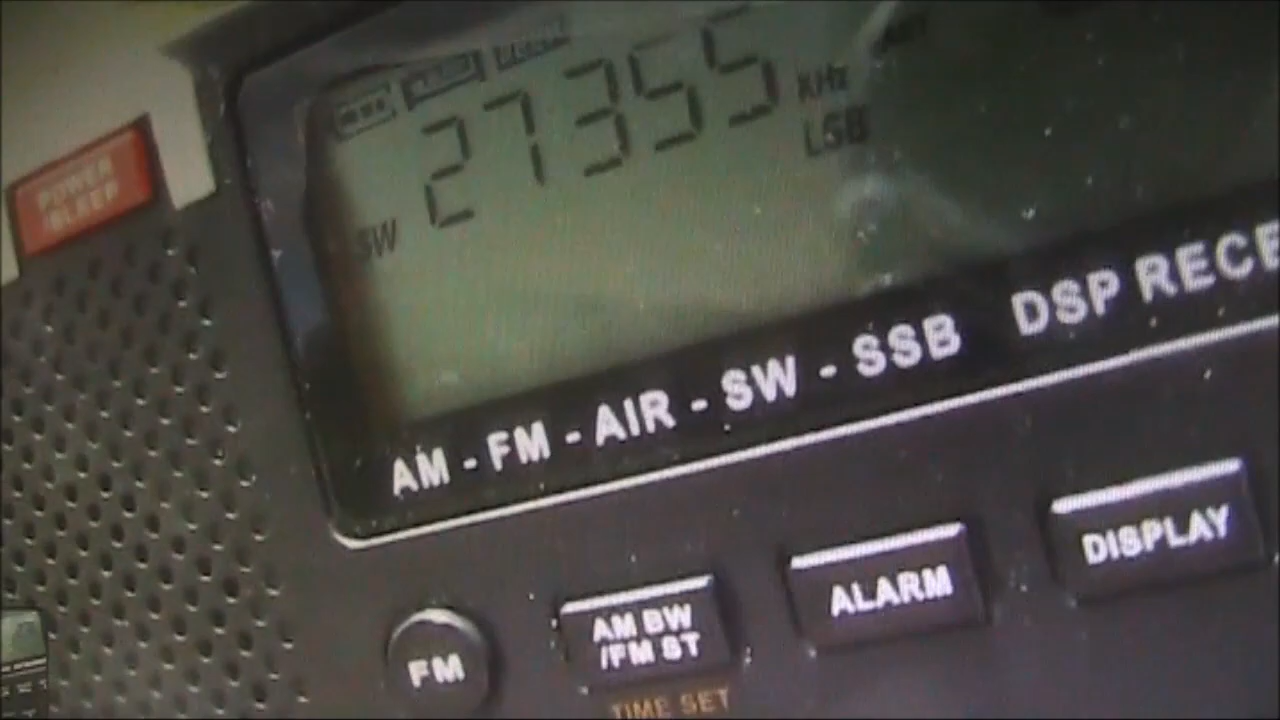 27355
KHz
LSB
SW
POWER
/SLEEP
AM - FM - AIR - SW - SSB DSP RECE
FM
AM BW
/FM ST
ALARM
DISPLAY
TIME SET